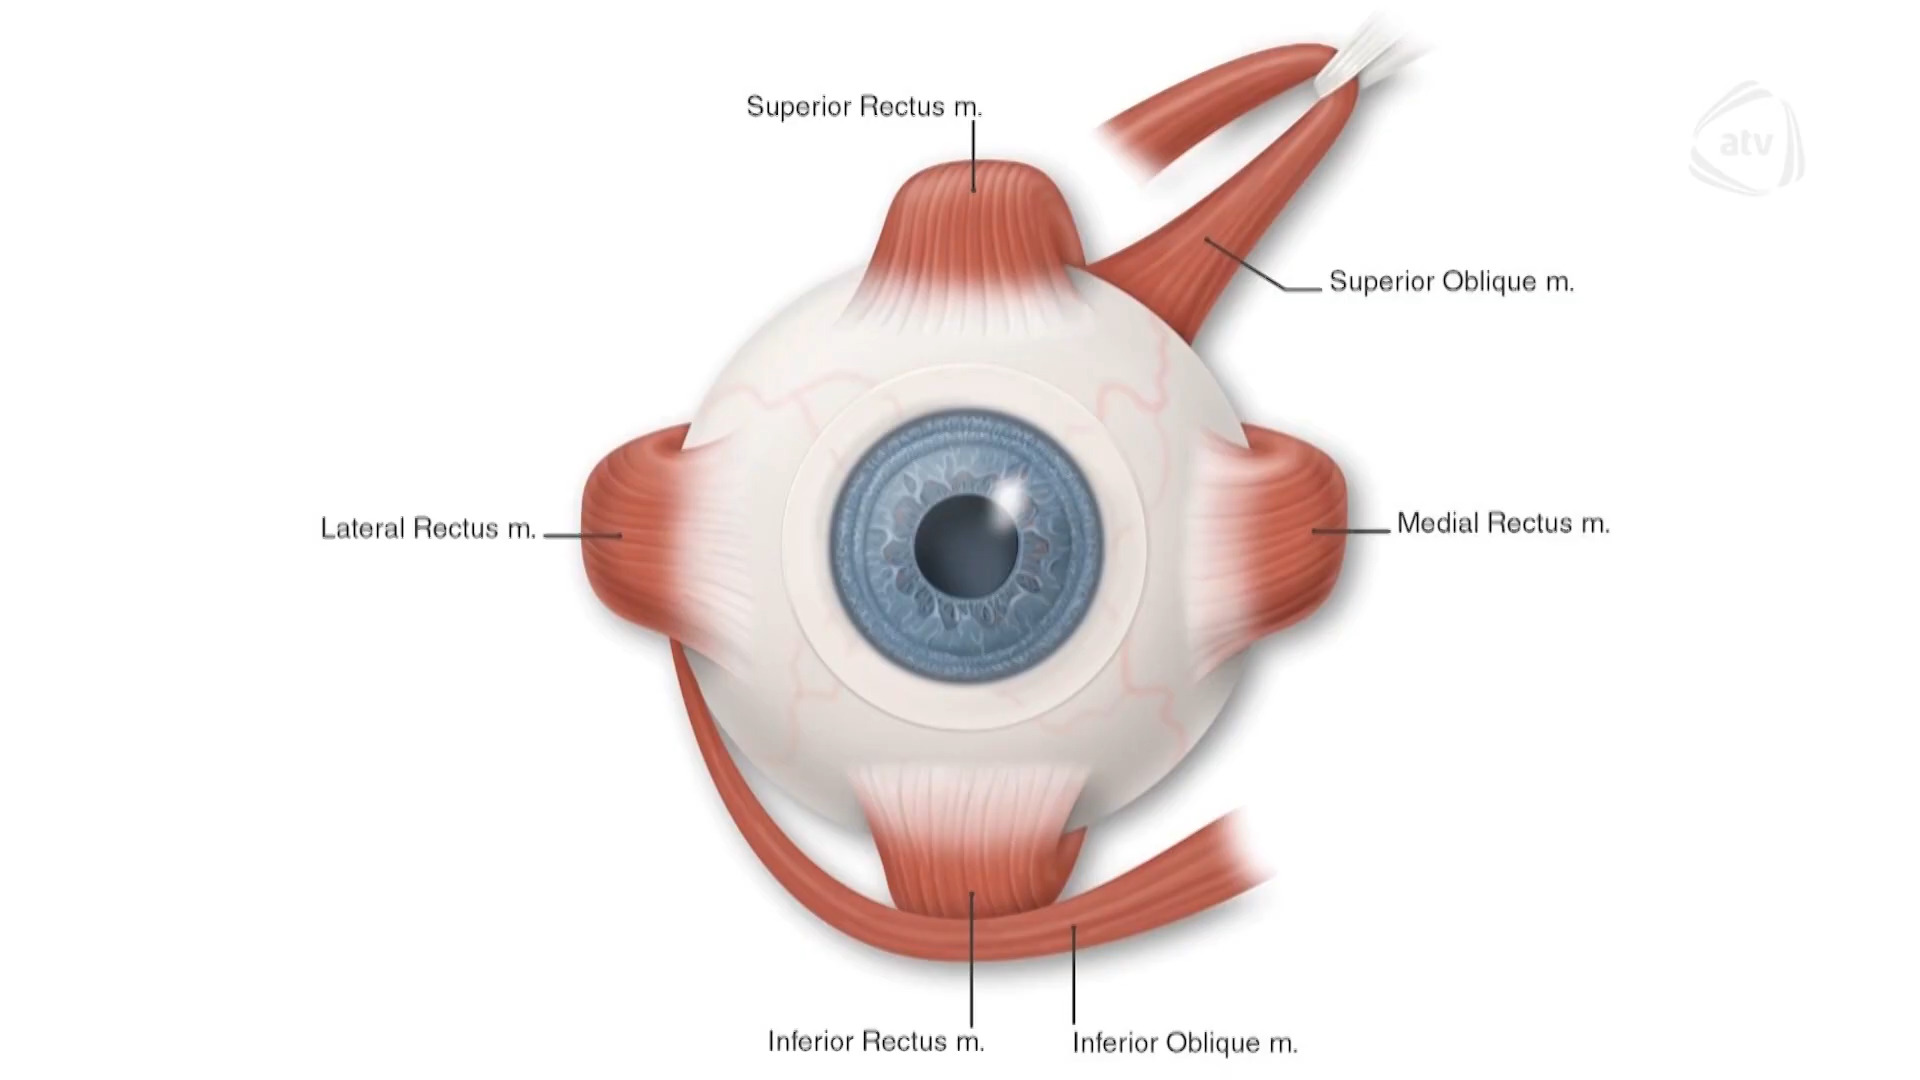 Superior Rectus m.
atv
Superior Oblique m.
Lateral Rectus m.
Medial Rectus m.
Inferior Rectus m.
Inferior Oblique m.